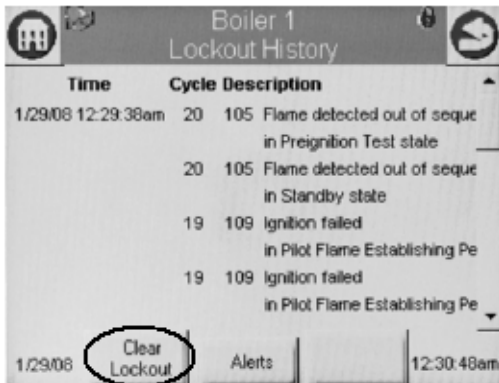 Boiler 1
Lockout History
Time Cycle Description
1/29/08 12:29:38am 20 105 Flame detected out of seque
in Preignition Test state
20 105 Flame detected out of seque
in Standby state
19 109 Ignition failed
in Pilot Flame Establishing Pe
19 109 Ignition failed
in Pilot Flame Establishing Pe
1/29/08 Clear Lockout Alerts 12:30:48am